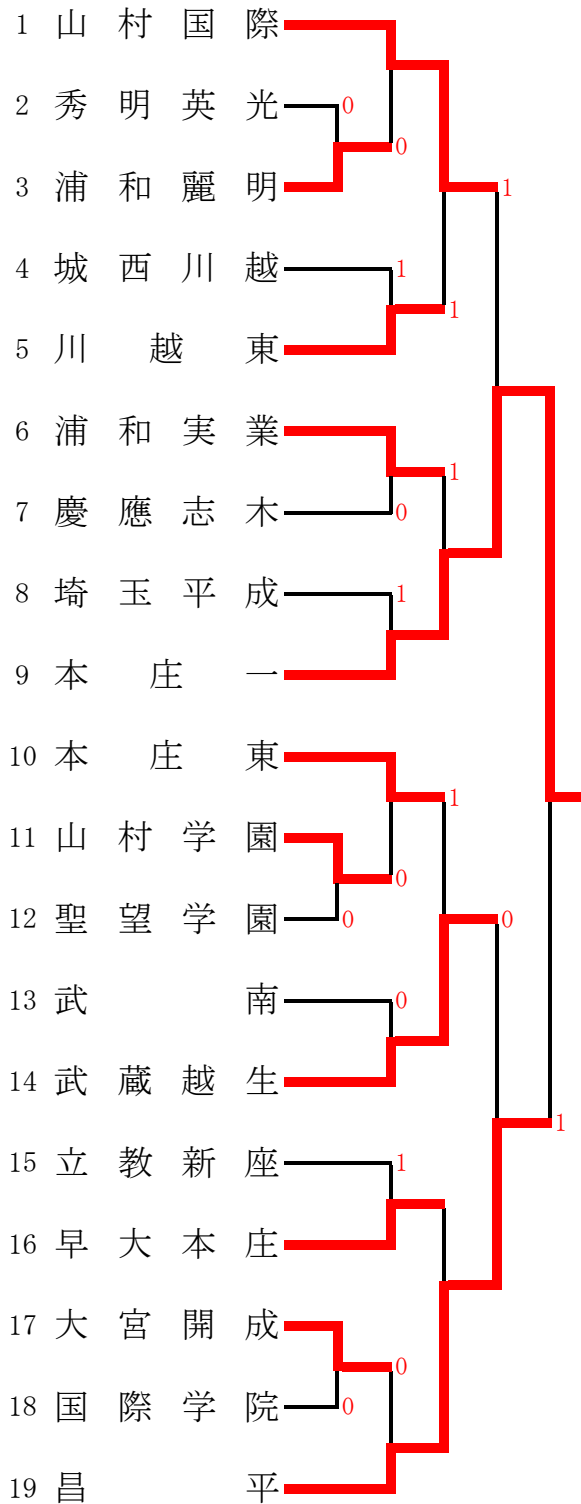 1 山村国際
2 秀明英光 0
0
3 浦和麗明 1
4 城西川越 1
1
5 川越東
6 浦和実業
1
7 慶應志木 0
8 埼玉平成 1
9 本庄一
10 本庄東
1
11 山村学園
0
12 聖望学園 0 0
13 武南 0
14 武蔵越生
1
15 立教新座 1
16 早大本庄
17 大宮開成
0
18 国際学院 0
19 昌平